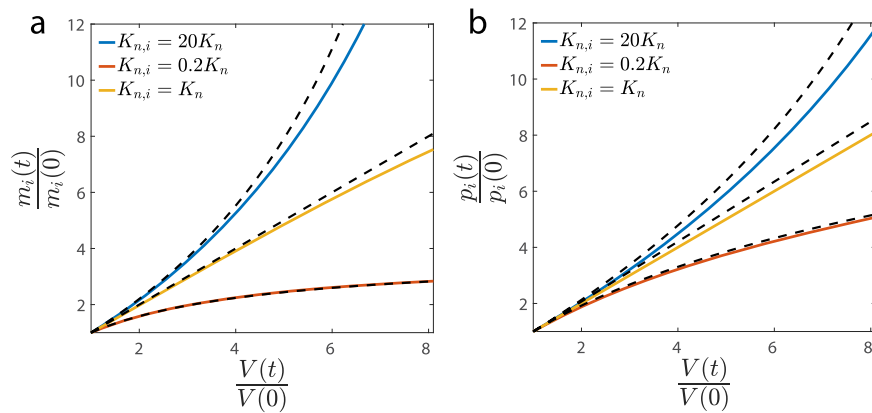 a
K_{n,i} = 20K_n
K_{n,i} = 0.2K_n
K_{n,i} = K_n
12
10
8
6
4
2
m_i(t)
m_i(0)
2
4
6
8
V(t)
V(0)
b
K_{n,i} = 20K_n
K_{n,i} = 0.2K_n
K_{n,i} = K_n
12
10
8
6
4
2
p_i(t)
p_i(0)
2
4
6
8
V(t)
V(0)